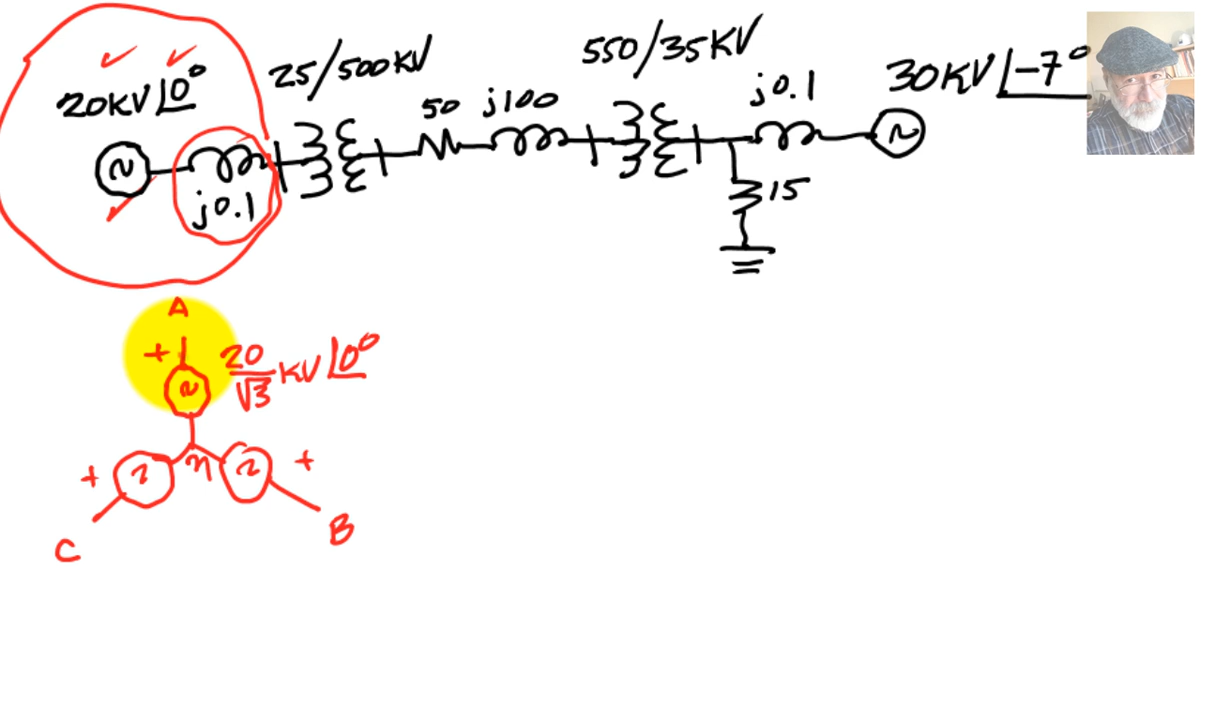 20KV∠0°
25/500KV
50 j100
550/35KV
j0.1
30KV∠-7°
j0.1
15
A
+
20/√3 KV∠0°
n
+
+
C
B